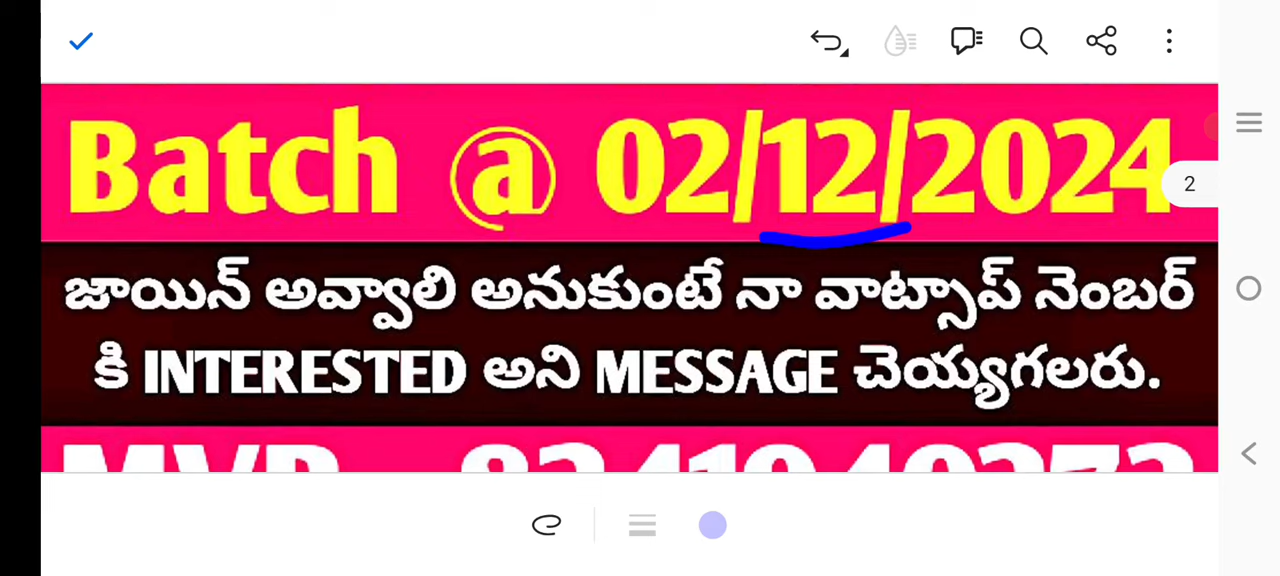 Batch @ 02/12/2024
2
జాయిన్ అవ్వాలి అనుకుంటే నా వాట్సాప్ నెంబర్
కి INTERESTED అని MESSAGE చెయ్యగలరు.